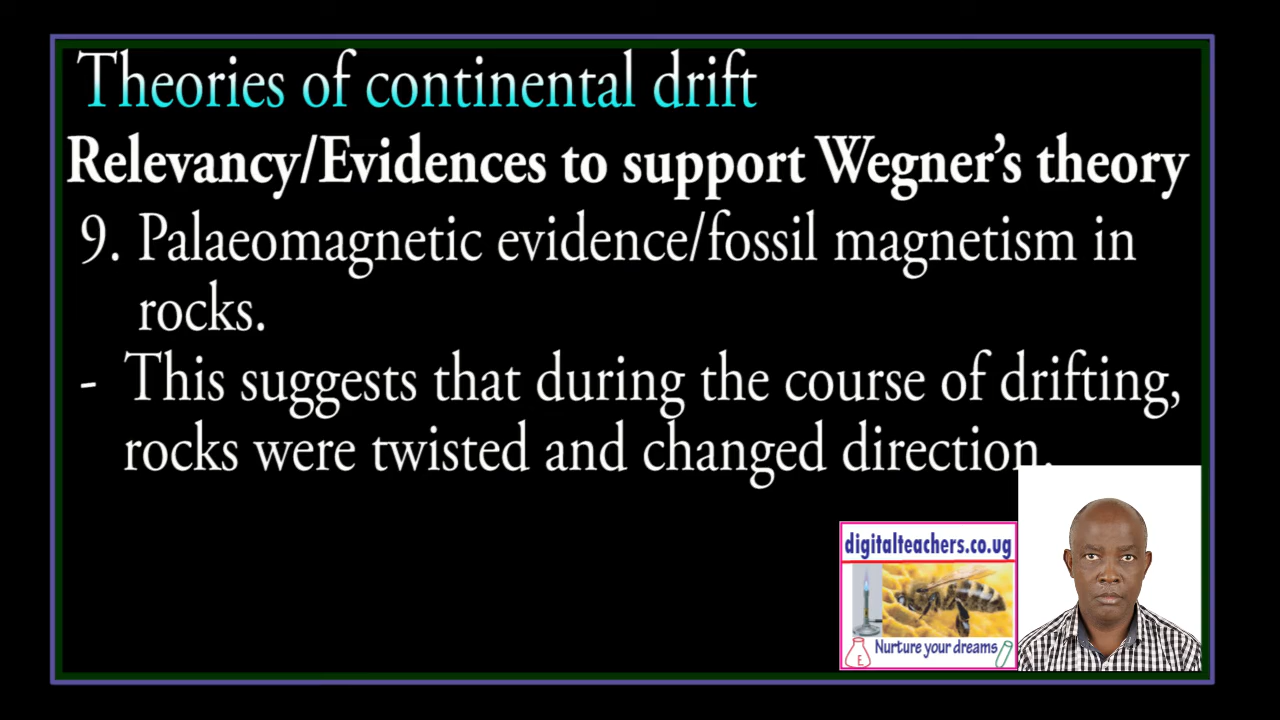 Theories of continental drift
Relevancy/Evidences to support Wegner's theory
9. Palaeomagnetic evidence/fossil magnetism in
rocks.
- This suggests that during the course of drifting,
rocks were twisted and changed direction.
digitalteachers.co.ug
Nurture your dreams
E